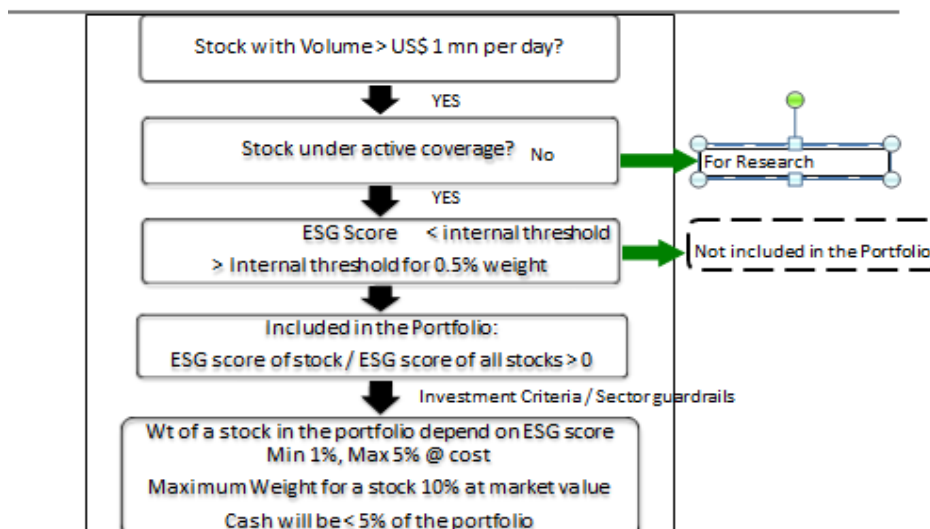 Stock with Volume > US$ 1 mn per day?
YES
Stock under active coverage? No
For Research
YES
ESG Score < internal threshold
> Internal threshold for 0.5% weight
Not included in the Portfolio
Included in the Portfolio:
ESG score of stock / ESG score of all stocks > 0
Investment Criteria / Sector guardrails
Wt of a stock in the portfolio depend on ESG score
Min 1%, Max 5% @ cost
Maximum Weight for a stock 10% at market value
Cash will be < 5% of the portfolio